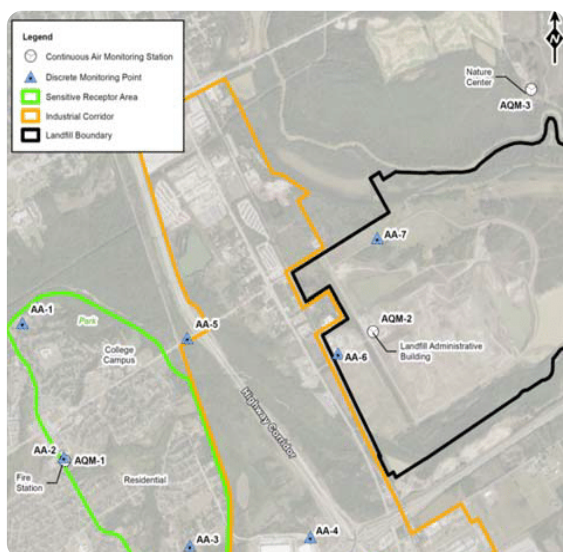 Legend
Continuous Air Monitoring Station
Discrete Monitoring Point
Sensitive Receptor Area
Industrial Corridor
Landfill Boundary
N
Nature
Center
AQM-3
AA-7
AA-1
Park
AA-5
AQM-2
College
Campus
Landfill Administrative
Building
AA-6
Highway Corridor
AA-2
AQM-1
Fire
Station
Residential
AA-3
AA-4